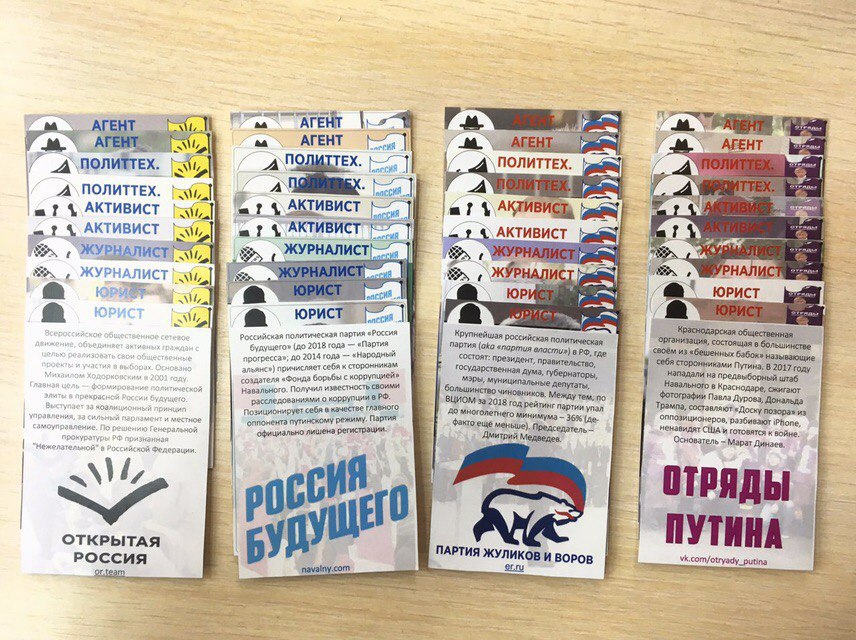 АГЕНТ
АГЕНТ
ПОЛИТТЕХ.
ПОЛИТТЕХ.
АКТИВИСТ
АКТИВИСТ
ЖУРНАЛИСТ
ЖУРНАЛИСТ
ЮРИСТ
ЮРИСТ
Всероссийское общественное сетевое
движение, объединяет активных граждан с
целью реализовать свои общественные
проекты и участия в выборах. Основано
Михаилом Ходорковским в 2001 году.
Главная цель — формирование политической
элиты в прекрасной России будущего.
Выступает за коалиционный принцип
управления, за сильный парламент и местное
самоуправление. По решению Генеральной
прокуратуры РФ признанная
"Нежелательной" в Российской Федерации.
ОТКРЫТАЯ
РОССИЯ
or.team
АГЕНТ
АГЕНТ
РОССИЯ
ПОЛИТТЕХ.
ПОЛИТТЕХ.
РОССИЯ
АКТИВИСТ
АКТИВИСТ
ЖУРНАЛИСТ
ЖУРНАЛИСТ
ЮРИСТ
ЮРИСТ
Российская политическая партия «Россия
будущего» (до 2018 года — «Партия
прогресса»; до 2014 года — «Народный
альянс») причисляет себя к сторонникам
создателя «Фонда борьбы с коррупцией»
Навального. Получил известность своими
расследованиями о коррупции в РФ.
Позиционирует себя в качестве главного
оппонента путинскому режиму. Партия
официально лишена регистрации.
РОССИЯ
БУДУЩЕГО
navalny.com
АГЕНТ
АГЕНТ
ПОЛИТТЕХ.
ПОЛИТТЕХ.
АКТИВИСТ
АКТИВИСТ
ЖУРНАЛИСТ
ЖУРНАЛИСТ
ЮРИСТ
ЮРИСТ
Крупнейшая российская политическая
партия (aka «партия власти») в РФ, где
состоят: президент, правительство,
государственная дума, губернаторы,
мэры, муниципальные депутаты,
большинство чиновников. Между тем, по
ВЦИОМ за 2018 год рейтинг партии упал
до многолетнего минимума – 36% (де-
факто ещё меньше). Председатель –
Дмитрий Медведев.
ПАРТИЯ ЖУЛИКОВ И ВОРОВ
er.ru
АГЕНТ
ОТРЯДЫ
АГЕНТ
ПОЛИТТЕХ.
ПОЛИТТЕХ.
АКТИВИСТ
АКТИВИСТ
ЖУРНАЛИСТ
ЖУРНАЛИСТ
ЮРИСТ
ЮРИСТ
ОТРЯДЫ
Краснодарская общественная
организация, состоящая в большинстве
своём из «бешенных бабок» называющие
себя сторонниками Путина. В 2017 году
нападали на предвыборный штаб
Навального в Краснодаре, сжигают
фотографии Павла Дурова, Дональда
Трампа, составляют «Доску позора» из
оппозиционеров, разбивают iPhone,
ненавидят США и готовятся к войне.
Основатель – Марат Динаев.
ОТРЯДЫ
ПУТИНА
vk.com/otryady_putina